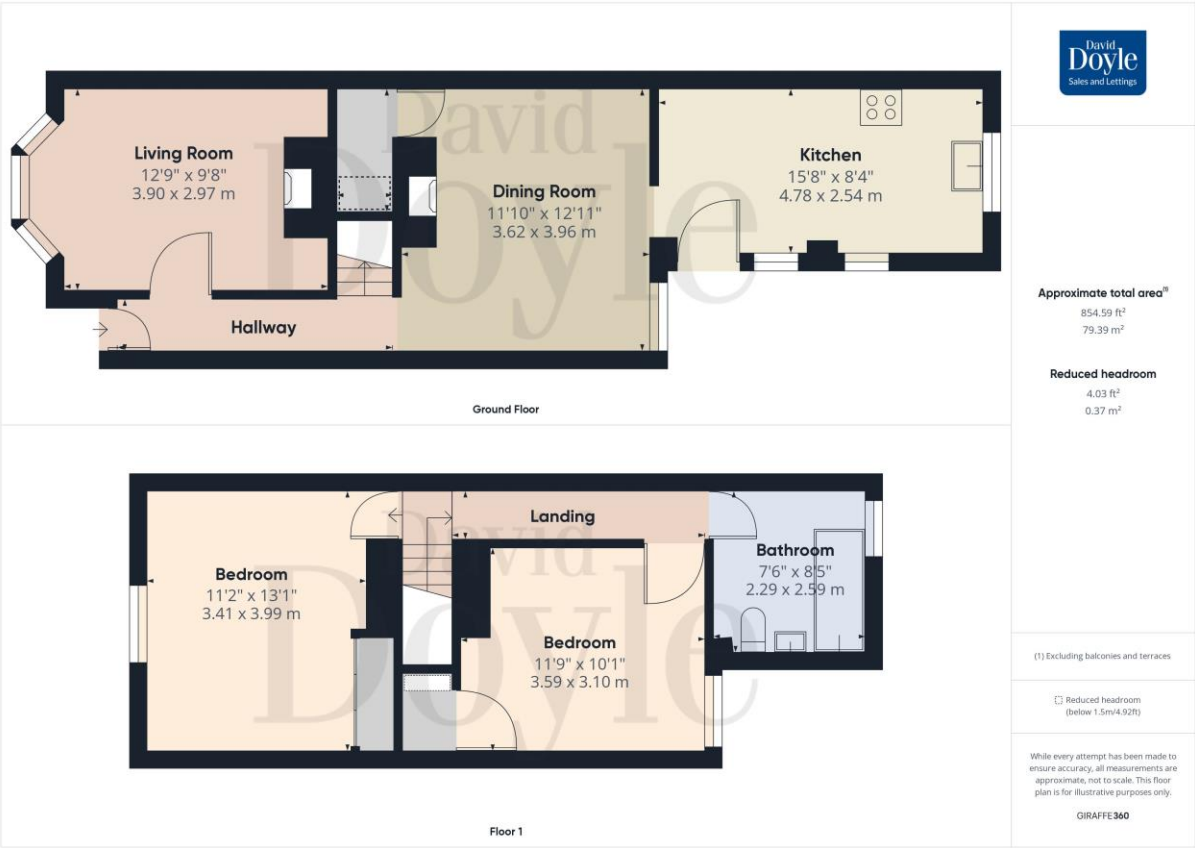 David
Doyle
Sales and Lettings
David
Doyle
Living Room
12'9" x 9'8"
3.90 x 2.97 m
Dining Room
11'10" x 12'11"
3.62 x 3.96 m
Kitchen
15'8" x 8'4"
4.78 x 2.54 m
Hallway
Ground Floor
Approximate total area(1)
854.59 ft²
79.39 m²
Reduced headroom
4.03 ft²
0.37 m²
David
Doyle
Landing
Bedroom
11'2" x 13'1"
3.41 x 3.99 m
Bathroom
7'6" x 8'5"
2.29 x 2.59 m
Bedroom
11'9" x 10'1"
3.59 x 3.10 m
Floor 1
(1) Excluding balconies and terraces
Reduced headroom
(below 1.5m/4.92ft)
While every attempt has been made to
ensure accuracy, all measurements are
approximate, not to scale. This floor
plan is for illustrative purposes only.
GIRAFFE360